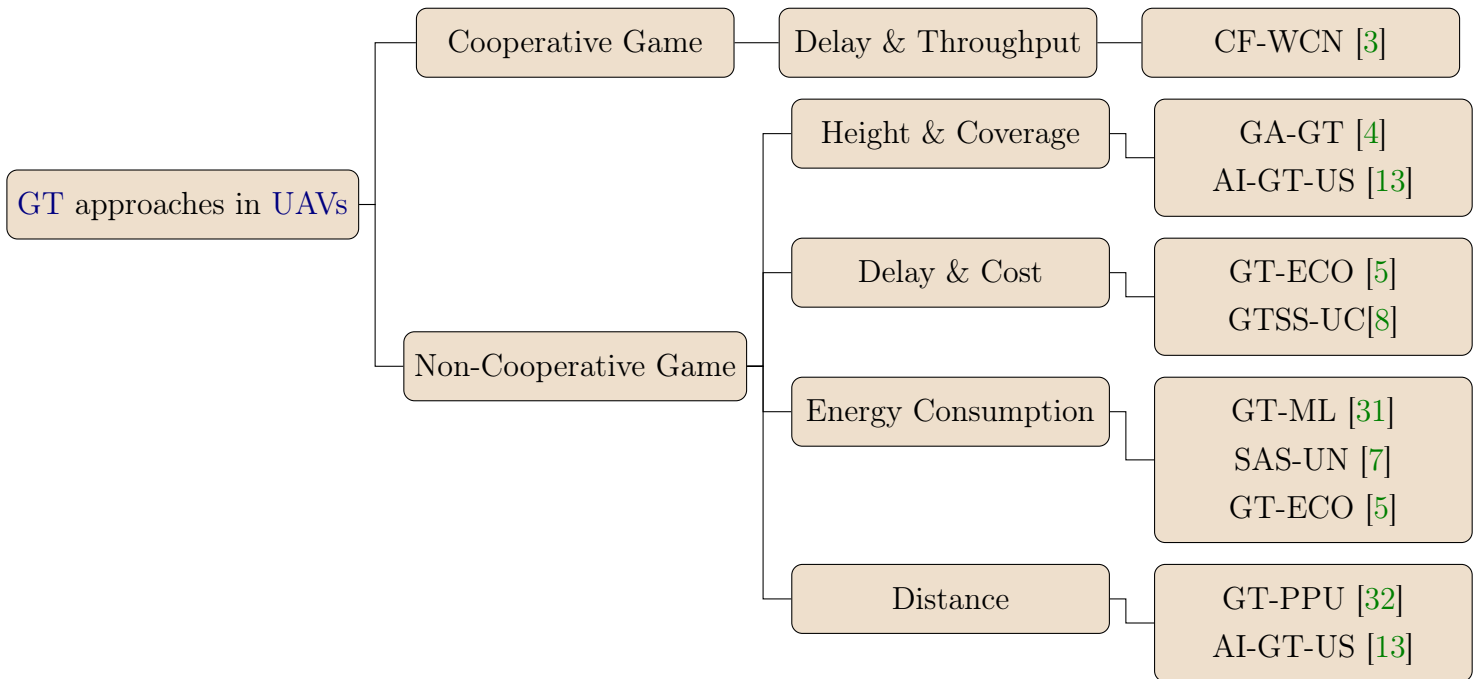 GT approaches in UAVs
Cooperative Game
Delay & Throughput
CF-WCN [3]
Non-Cooperative Game
Height & Coverage
GA-GT [4]
AI-GT-US [13]
Delay & Cost
GT-ECO [5]
GTSS-UC[8]
Energy Consumption
GT-ML [31]
SAS-UN [7]
GT-ECO [5]
Distance
GT-PPU [32]
AI-GT-US [13]